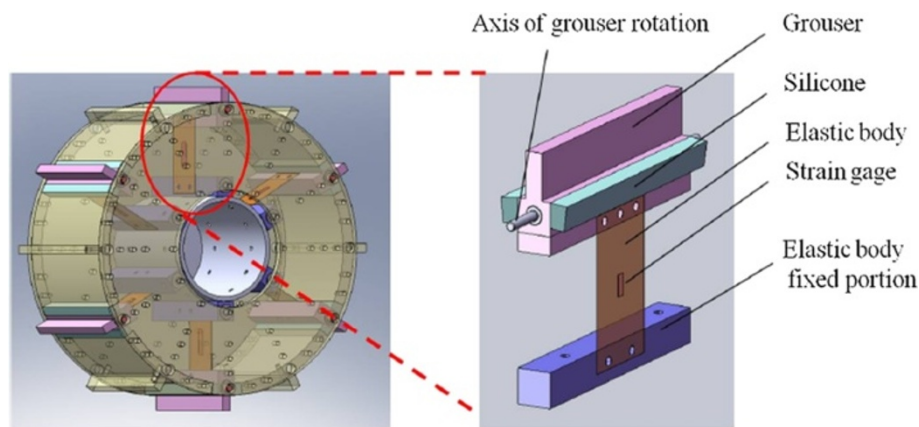 Axis of grouser rotation
Grouser
Silicone
Elastic body
Strain gage
Elastic body
fixed portion